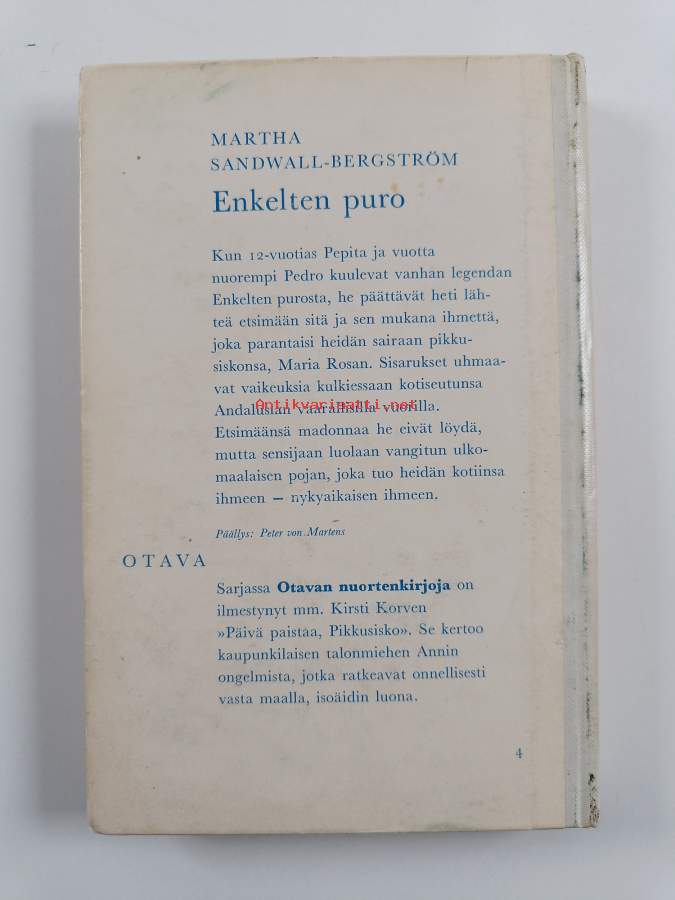 MARTHA
SANDWALL-BERGSTRÖM
Enkelten puro
Kun 12-vuotias Pepita ja vuotta
nuorempi Pedro kuulevat vanhan legendan
Enkelten purosta, he päättävät heti läh-
teä etsimään sitä ja sen mukana ihmettä,
joka parantaisi heidän sairaan pikku-
siskonsa, Maria Rosan. Sisarukset uhmaa-
vat vaikeuksia kulkiessaan kotiseutunsa
Antikvariaatti.net
Andalusian vaarallisilla vuorilla.
Etsimäänsä madonnaa he eivät löydä,
mutta sensijaan luolaan vangitun ulko-
maalaisen pojan, joka tuo heidän kotiinsa
ihmeen — nykyaikaisen ihmeen.
Päällys: Peter von Martens
OTAVA
Sarjassa Otavan nuortenkirjoja on
ilmestynyt mm. Kirsti Korven
»Päivä paistaa, Pikkusisko». Se kertoo
kaupunkilaisen talonmiehen Annin
ongelmista, jotka ratkeavat onnellisesti
vasta maalla, isoäidin luona.
4